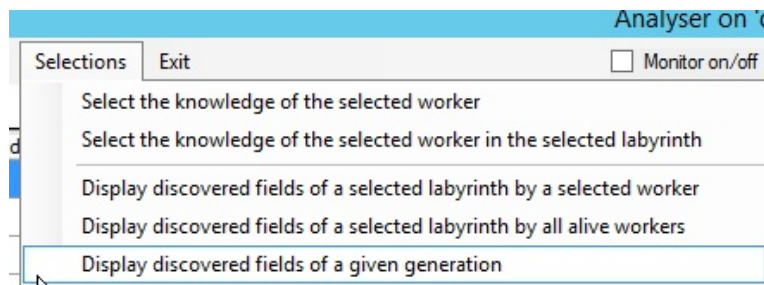 Analyser on '
Selections Exit Monitor on/off
Select the knowledge of the selected worker
Select the knowledge of the selected worker in the selected labyrinth
Display discovered fields of a selected labyrinth by a selected worker
Display discovered fields of a selected labyrinth by all alive workers
Display discovered fields of a given generation